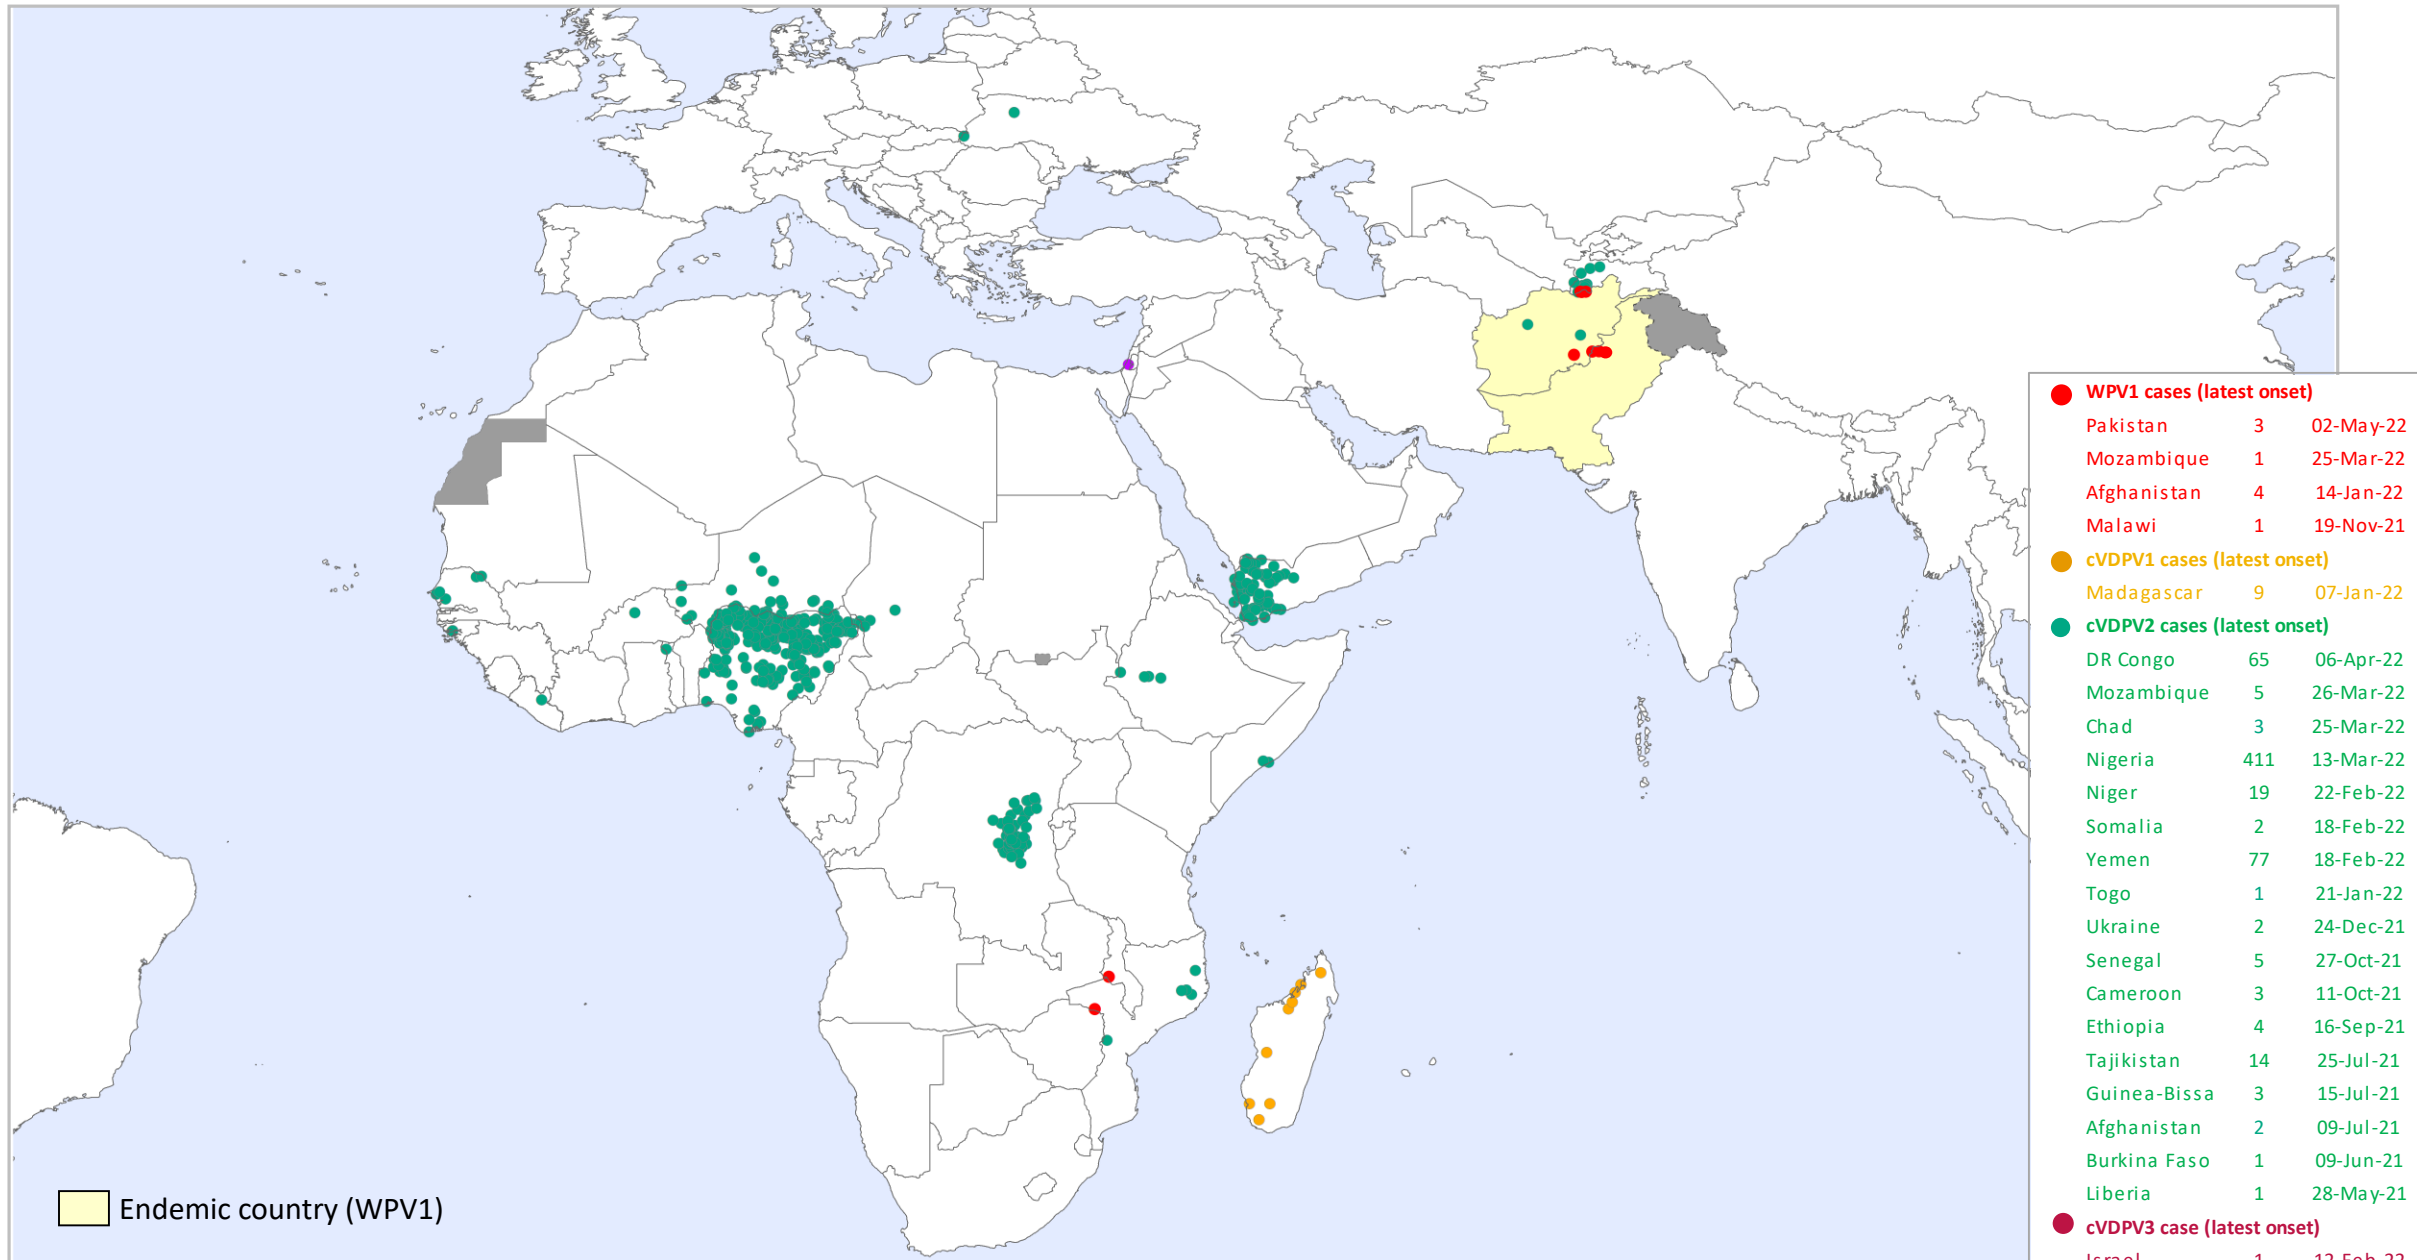 WPV1 cases (latest onset)
Pakistan 3 02-May-22
Mozambique 1 25-Mar-22
Afghanistan 4 14-Jan-22
Malawi 1 19-Nov-21
cVDPV1 cases (latest onset)
Madagascar 9 07-Jan-22
cVDPV2 cases (latest onset)
DR Congo 65 06-Apr-22
Mozambique 5 26-Mar-22
Chad 3 25-Mar-22
Nigeria 411 13-Mar-22
Niger 19 22-Feb-22
Somalia 2 18-Feb-22
Yemen 77 18-Feb-22
Togo 1 21-Jan-22
Ukraine 2 24-Dec-21
Senegal 5 27-Oct-21
Cameroon 3 11-Oct-21
Ethiopia 4 16-Sep-21
Tajikistan 14 25-Jul-21
Guinea-Bissa 3 15-Jul-21
Afghanistan 2 09-Jul-21
Burkina Faso 1 09-Jun-21
Liberia 1 28-May-21
cVDPV3 case (latest onset)
Israel 1 12-Feb-22
Endemic country (WPV1)